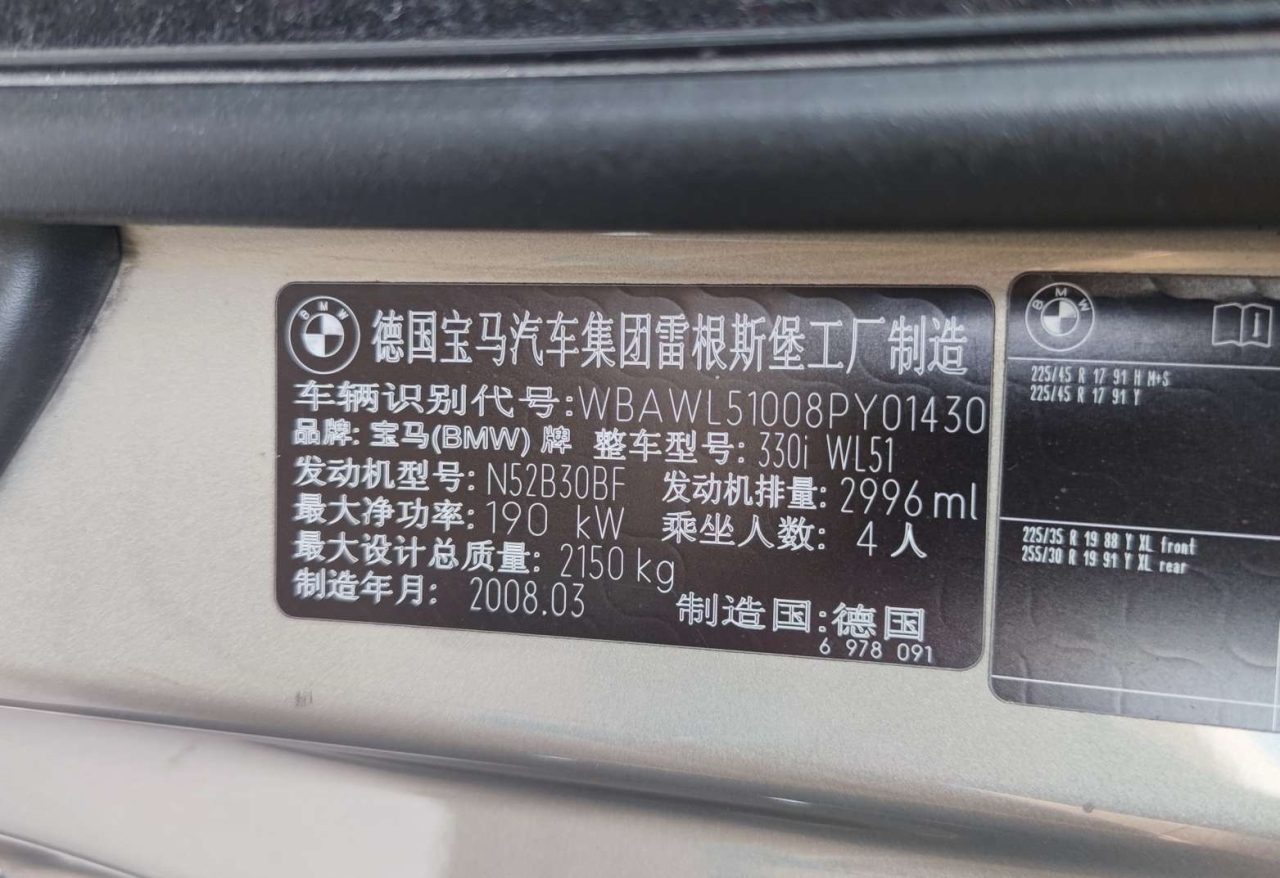 BMW
德国宝马汽车集团雷根斯堡工厂 制造
车辆识别代号:WBAWL51008PY01430
品牌: 宝马(BMW) 牌 整车型号: 330i WL51
发动机型号: N52B30BF 发动机排量: 2996 ml
最大净功率: 190 kW 乘坐人数: 4 人
最大设计总质量: 2150 kg
制造年月: 2008.03 制造国: 德国
6 978 091
BMW
225/45 R 17 91 H M+S
225/45 R 17 91 Y
225/35 R 19 88 Y XL front
255/30 R 19 91 Y XL rear